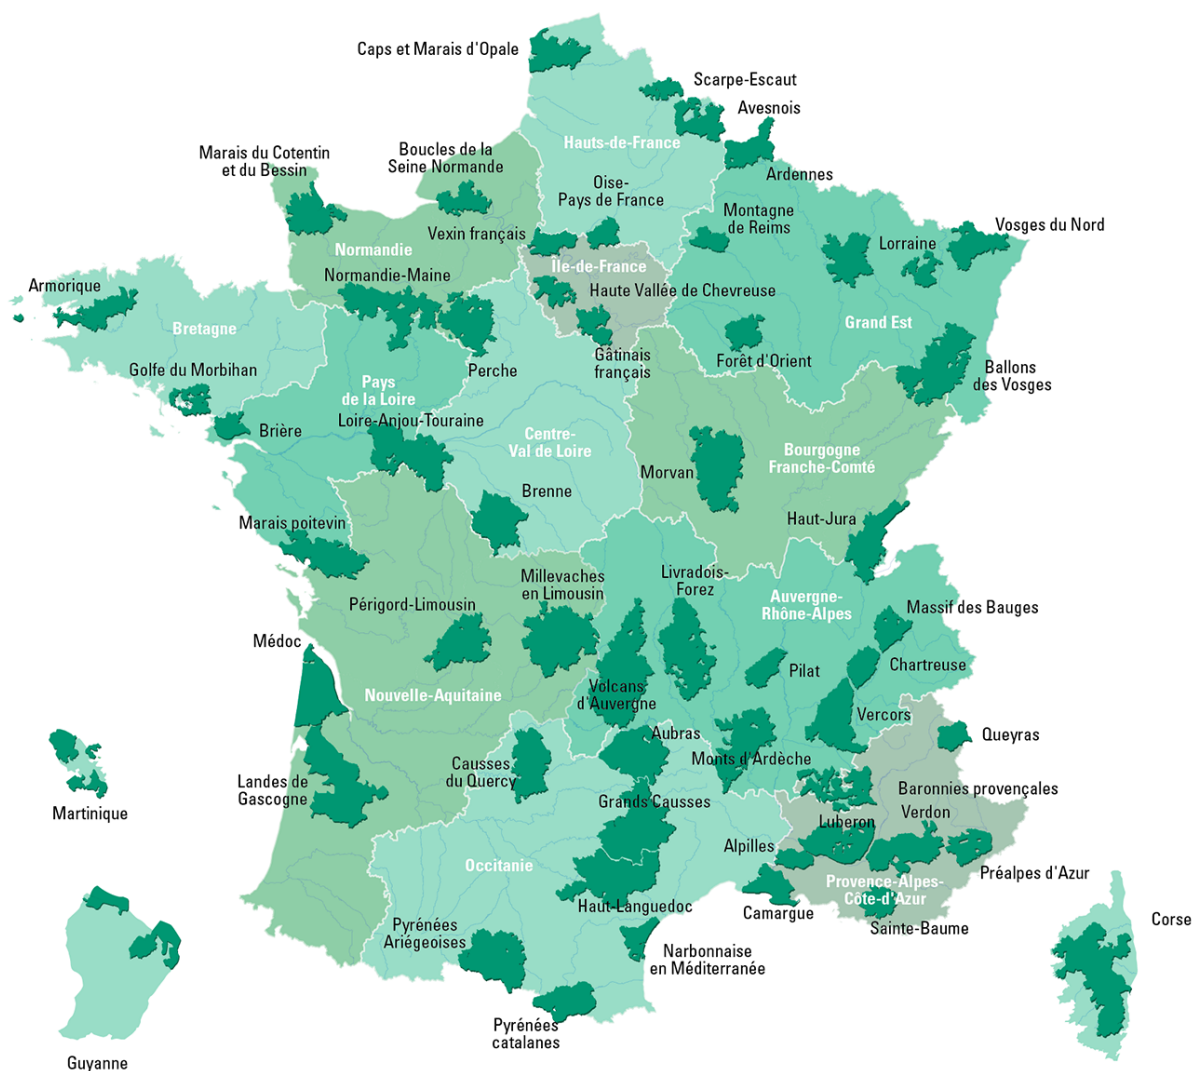 Caps et Marais d'Opale
Scarpe-Escaut
Avesnois
Hauts-de-France
Marais du Cotentin
et du Bessin
Boucles de la
Seine Normande
Ardennes
Oise-
Pays de France
Montagne
de Reims
Vosges du Nord
Vexin français
Lorraine
Normandie
Île-de-France
Normandie-Maine
Armorique
Haute Vallée de Chevreuse
Bretagne
Grand Est
Golfe du Morbihan
Perche
Gâtinais
français
Forêt d'Orient
Ballons
des Vosges
Pays
de la Loire
Brière
Loire-Anjou-Touraine
Centre-
Val de Loire
Bourgogne
Franche-Comté
Morvan
Brenne
Marais poitevin
Haut-Jura
Millevaches
en Limousin
Livradois-
Forez
Périgord-Limousin
Auvergne-
Rhône-Alpes
Massif des Bauges
Médoc
Pilat
Chartreuse
Nouvelle-Aquitaine
Volcans
d'Auvergne
Vercors
Aubras
Queyras
Causses
du Quercy
Monts d'Ardèche
Landes de
Gascogne
Baronnies provençales
Grands Causses
Martinique
Luberon
Verdon
Alpilles
Occitanie
Préalpes d'Azur
Provence-Alpes-
Côte-d'Azur
Haut-Languedoc
Camargue
Sainte-Baume
Corse
Pyrénées
Ariégeoises
Narbonnaise
en Méditerranée
Pyrénées
catalanes
Guyanne